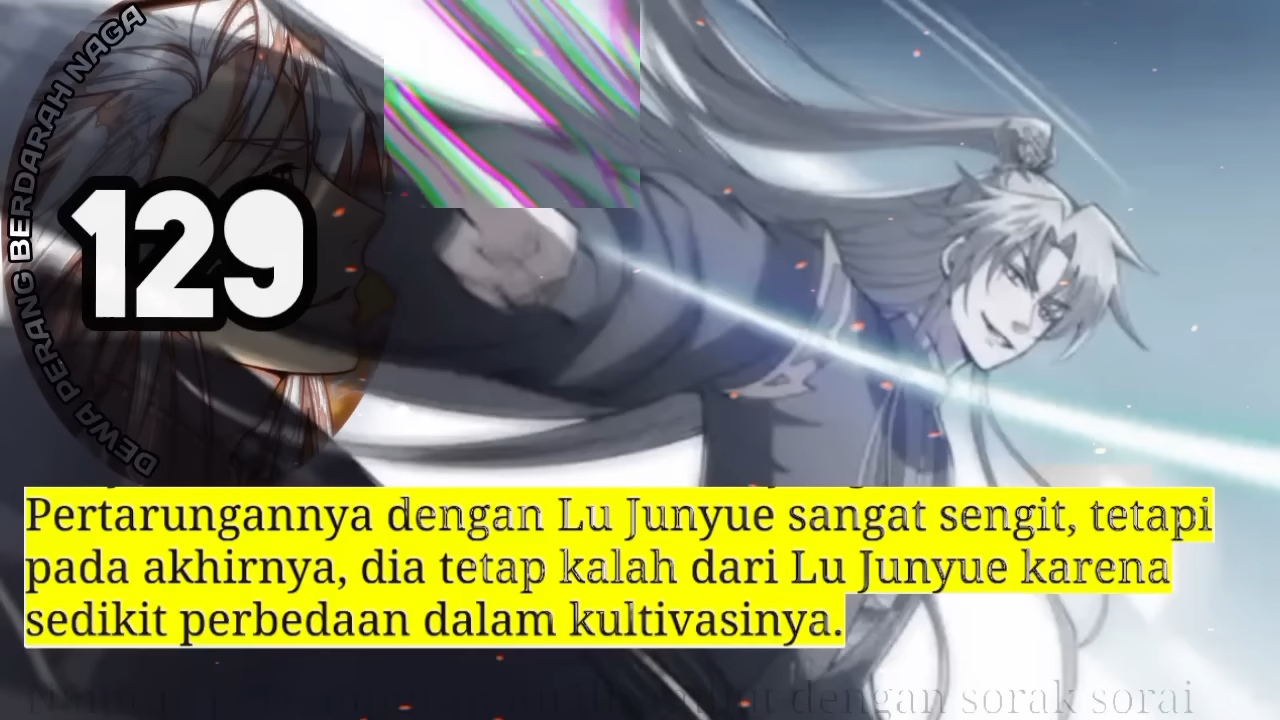 DEWA PERANG BERDARAH NAGA
129
Pertarungannya dengan Lu Junyue sangat sengit, tetapi
pada akhirnya, dia tetap kalah dari Lu Junyue karena
sedikit perbedaan dalam kultivasinya.
dengan sorak sorai